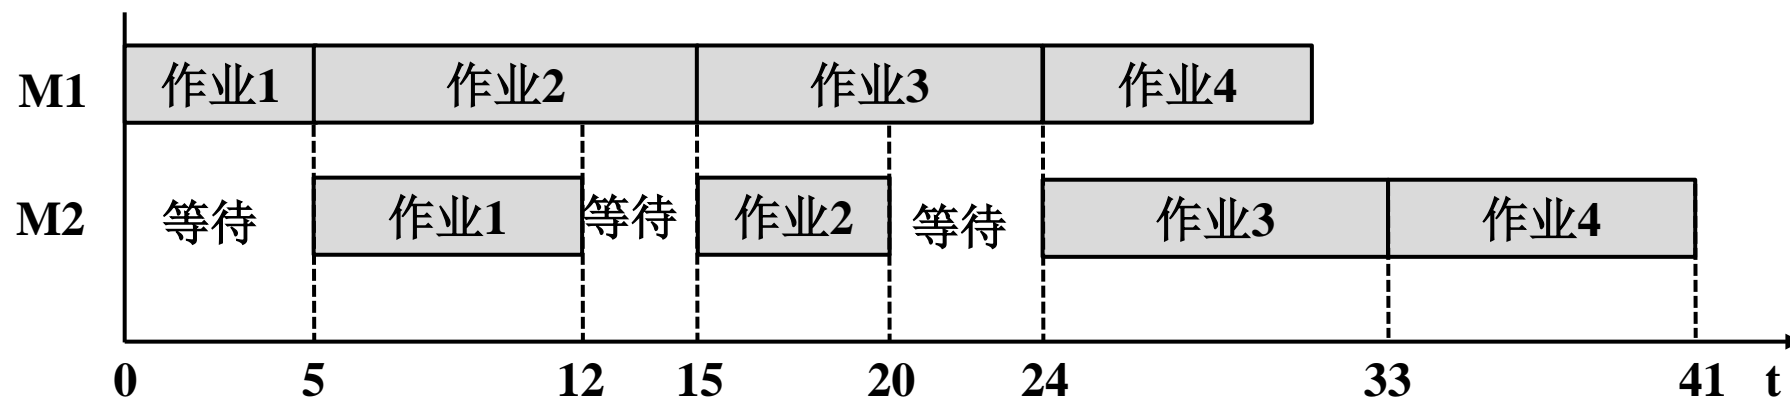 M1 作业1 作业2 作业3 作业4
M2 等待 作业1 等待 作业2 等待 作业3 作业4
0 5 12 15 20 24 33 41 t